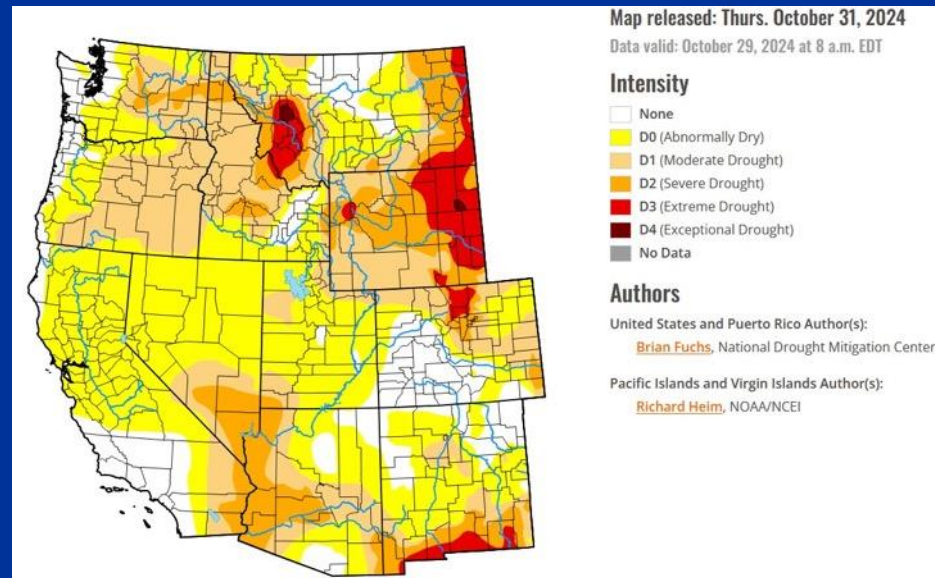 Map released: Thurs. October 31, 2024
Data valid: October 29, 2024 at 8 a.m. EDT
Intensity
None
D0 (Abnormally Dry)
D1 (Moderate Drought)
D2 (Severe Drought)
D3 (Extreme Drought)
D4 (Exceptional Drought)
No Data
Authors
United States and Puerto Rico Author(s):
Brian Fuchs, National Drought Mitigation Center
Pacific Islands and Virgin Islands Author(s):
Richard Heim, NOAA/NCEI